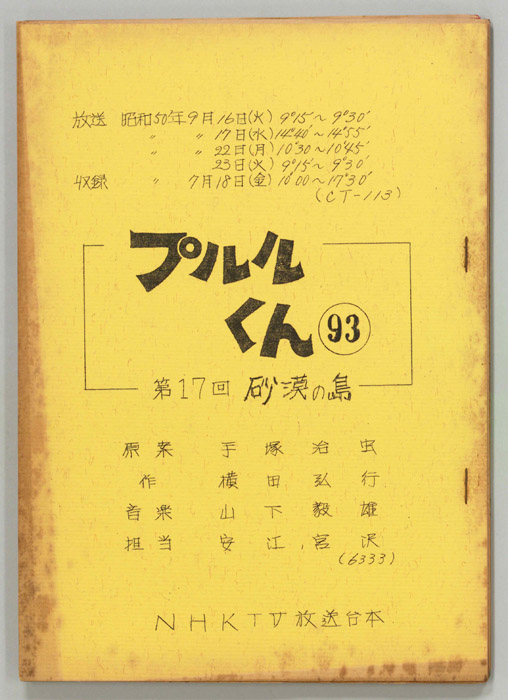 放送 昭和50年9月16日(火) 9°15′~9°30′
〃 〃 17日(水) 14°40′~14°55′
〃 〃 22日(月) 10°30~10°45′
23日(火) 9°15′~9°30′
収録 〃 7月18日(金) 10°00~17°30′
(CT-113)
プルル
くん 93
第17回 砂漠の島
原案 手塚治虫
作 横田弘行
音楽 山下毅雄
担当 安江、宮沢
(6333)
NHKTV放送台本